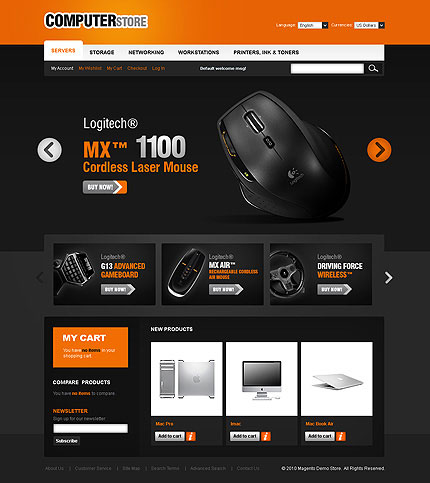 COMPUTERSTORE
Language: English Currencies: US Dollars
SERVERS STORAGE NETWORKING WORKSTATIONS PRINTERS, INK & TONERS
My Account My Wishlist My Cart Checkout Log In Default welcome msg!
Logitech®
MX™ 1100
Cordless Laser Mouse
BUY NOW!
Logitech®
G13 ADVANCED
GAMEBOARD
BUY NOW!
Logitech®
MX AIR™
RECHARGEABLE CORDLESS
AIR MOUSE
BUY NOW!
Logitech®
DRIVING FORCE
WIRELESS™
BUY NOW!
MY CART
You have no items in your
shopping cart.
COMPARE PRODUCTS
You have no items to compare.
NEWSLETTER
Sign up for our newsletter:
Subscribe
NEW PRODUCTS
Mac Pro
Add to cart i
Imac
Add to cart i
Mac Book Air
Add to cart i
About Us | Customer Service | Site Map | Search Terms | Advanced Search | Contact Us © 2010 Magento Demo Store. All Rights Reserved.